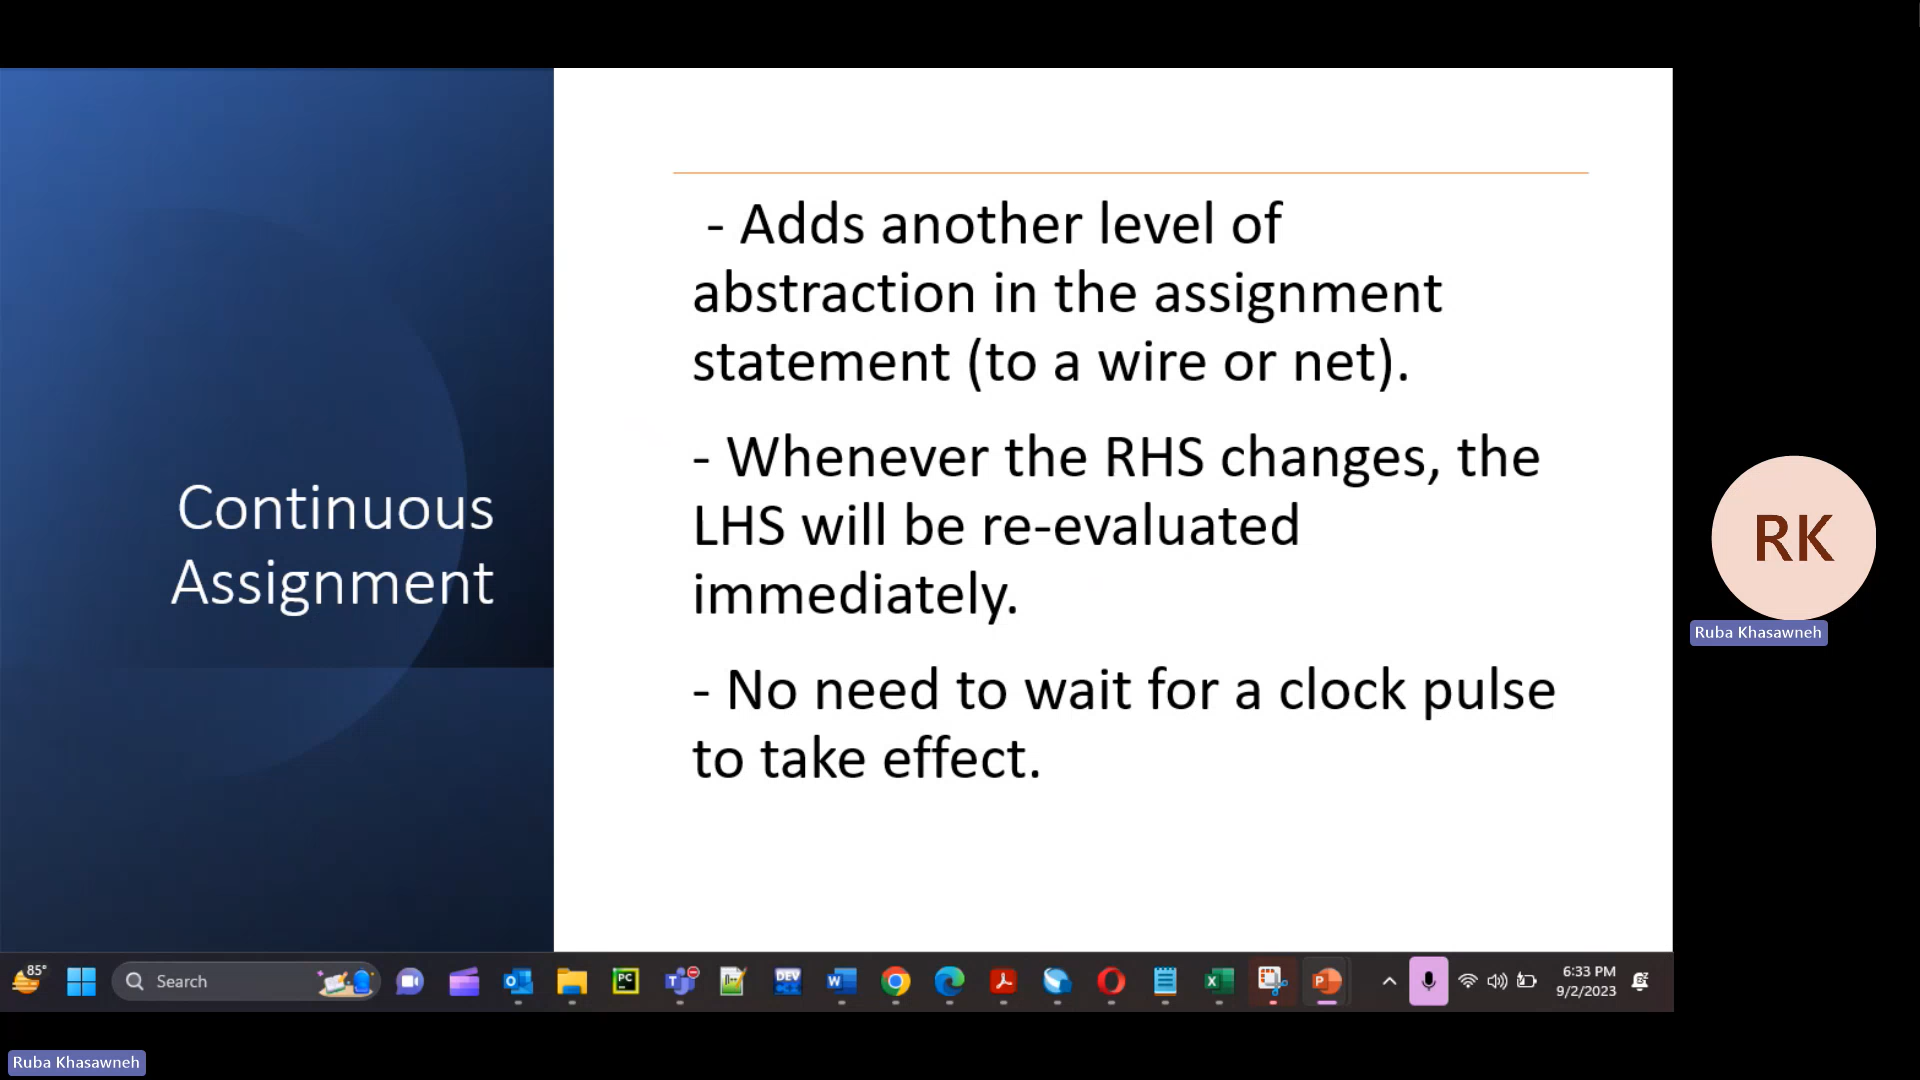 Continuous
Assignment
- Adds another level of
abstraction in the assignment
statement (to a wire or net).
- Whenever the RHS changes, the
LHS will be re-evaluated
immediately.
- No need to wait for a clock pulse
to take effect.
RK
Ruba Khasawneh
85°
Search
PC
DEV
W
X
P
6:33 PM
9/2/2023
Ruba Khasawneh